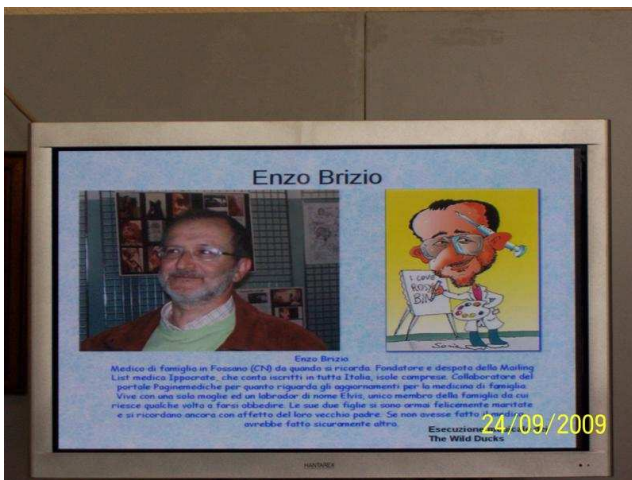 Enzo Brizio
I LOVE
ROSY
BIN
Enzo Brizio
Medico di famiglia in Fossano (CN) da quando si ricorda. Fondatore e despota della Mailing
List medica Ippocrate, che conta iscritti in tutta Italia, isole comprese. Collaboratore del
portale Paginemediche per quanto riguarda gli aggiornamenti per la medicina di famiglia.
Vive con una sola moglie ed un labrador di nome Elvis, unico membro della famiglia da cui
riesce qualche volta a farsi obbedire. Le sue due figlie si sono ormai felicemente maritate
e si ricordano ancora con affetto del loro vecchio padre. Se non avesse fatto il medico
avrebbe fatto sicuramente altro.
24/09/2009
Esecuzione
The Wild Ducks
HANTAREX